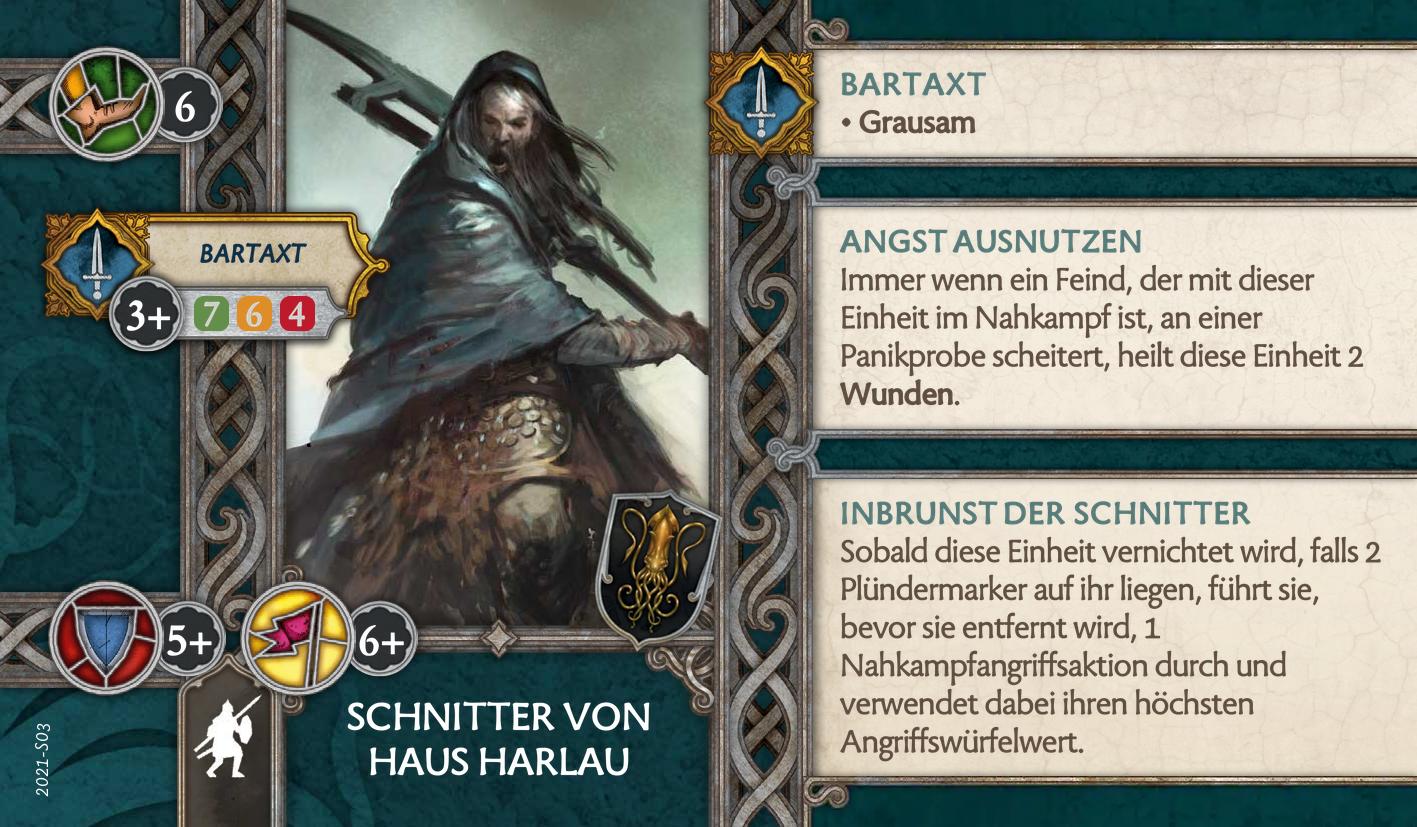 6
BARTAXT
3+ 7 6 4
5+ 6+
SCHNITTER VON
HAUS HARLAU
2021-S03
BARTAXT
• Grausam
ANGST AUSNUTZEN
Immer wenn ein Feind, der mit dieser
Einheit im Nahkampf ist, an einer
Panikprobe scheitert, heilt diese Einheit 2
Wunden.
INBRUNST DER SCHNITTER
Sobald diese Einheit vernichtet wird, falls 2
Plündermarker auf ihr liegen, führt sie,
bevor sie entfernt wird, 1
Nahkampfangriffsaktion durch und
verwendet dabei ihren höchsten
Angriffswürfelwert.